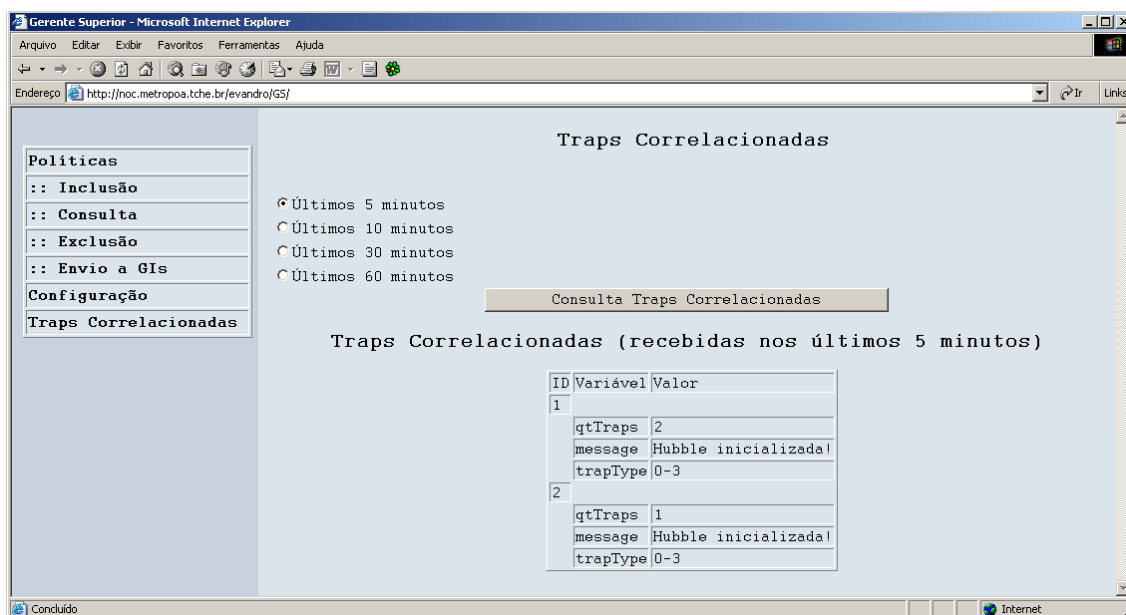 Gerente Superior - Microsoft Internet Explorer
Arquivo Editar Exibir Favoritos Ferramentas Ajuda
Endereço http://noc.metropoa.tche.br/evandro/GS/ Ir Links
Políticas
:: Inclusão
:: Consulta
:: Exclusão
:: Envio a GIs
Configuração
Traps Correlacionadas
Traps Correlacionadas
Últimos 5 minutos
Últimos 10 minutos
Últimos 30 minutos
Últimos 60 minutos
Consulta Traps Correlacionadas
Traps Correlacionadas (recebidas nos últimos 5 minutos)
ID Variável Valor
1
qtTraps 2
message Hubble inicializada!
trapType 0-3
2
qtTraps 1
message Hubble inicializada!
trapType 0-3
Concluído Internet